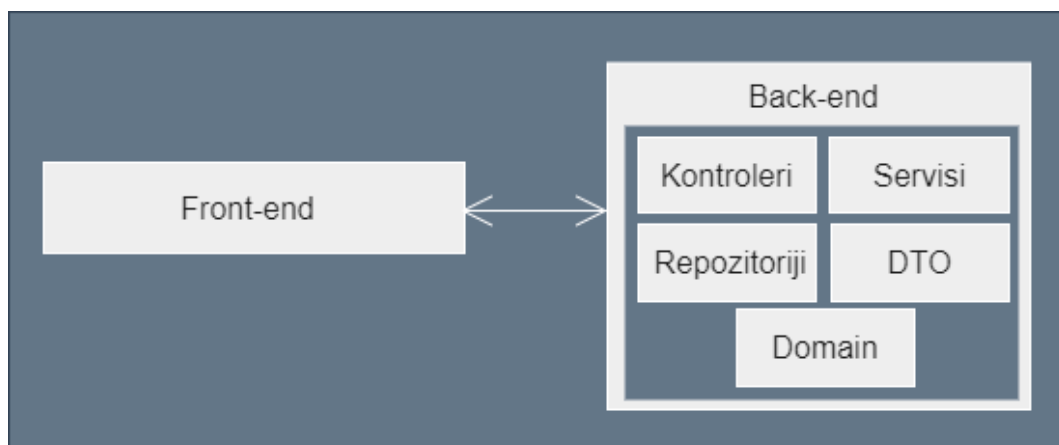 Back-end
Kontroleri
Servisi
Front-end
Repozitoriji
DTO
Domain